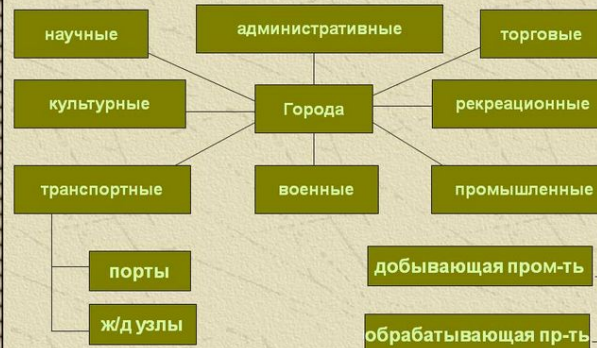 научные
административные
торговые
культурные
Города
рекреационные
транспортные
военные
промышленные
порты
добывающая пром-ть
ж/д узлы
обрабатывающая пр-ть